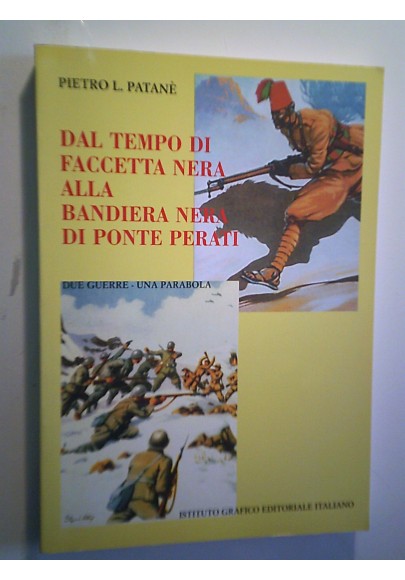 PIETRO L. PATANÈ
DAL TEMPO DI
FACCETTA NERA
ALLA
BANDIERA NERA
DI PONTE PERATI
DUE GUERRE - UNA PARABOLA
ISTITUTO GRAFICO EDITORIALE ITALIANO